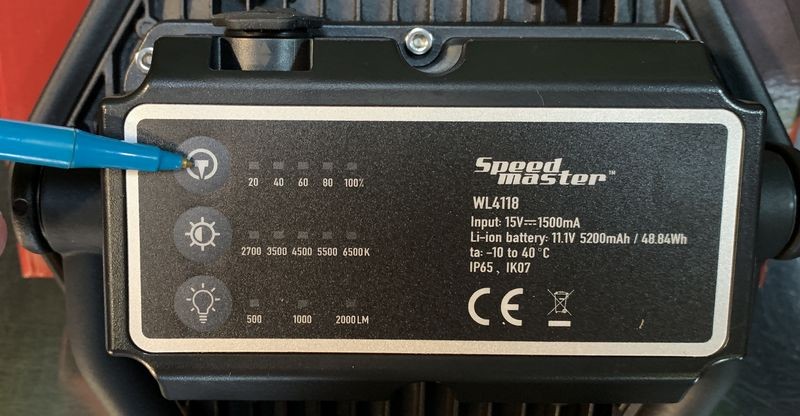 20 40 60 80 100%
2700 3500 4500 5500 6500K
500 1000 2000LM
Speed
master™
WL4118
Input: 15V⎓1500mA
Li-ion battery: 11.1V 5200mAh / 48.84Wh
ta: -10 to 40 °C
IP65 、 IK07
CE